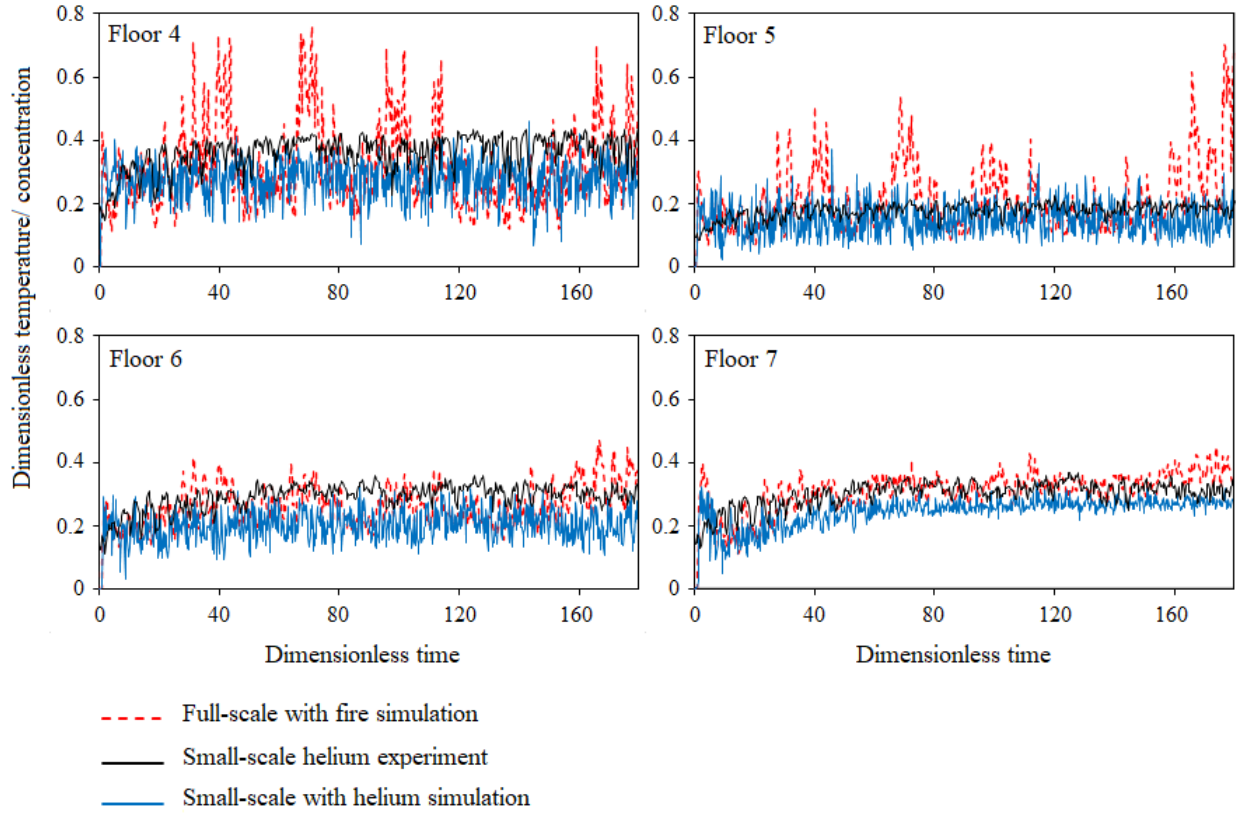 Dimensionless temperature/ concentration
0.8
0.6
0.4
0.2
0
Floor 4
0 40 80 120 160
0.8
0.6
0.4
0.2
0
Floor 5
0 40 80 120 160
0.8
0.6
0.4
0.2
0
Floor 6
0 40 80 120 160
Dimensionless time
0.8
0.6
0.4
0.2
0
Floor 7
0 40 80 120 160
Dimensionless time
Full-scale with fire simulation
Small-scale helium experiment
Small-scale with helium simulation